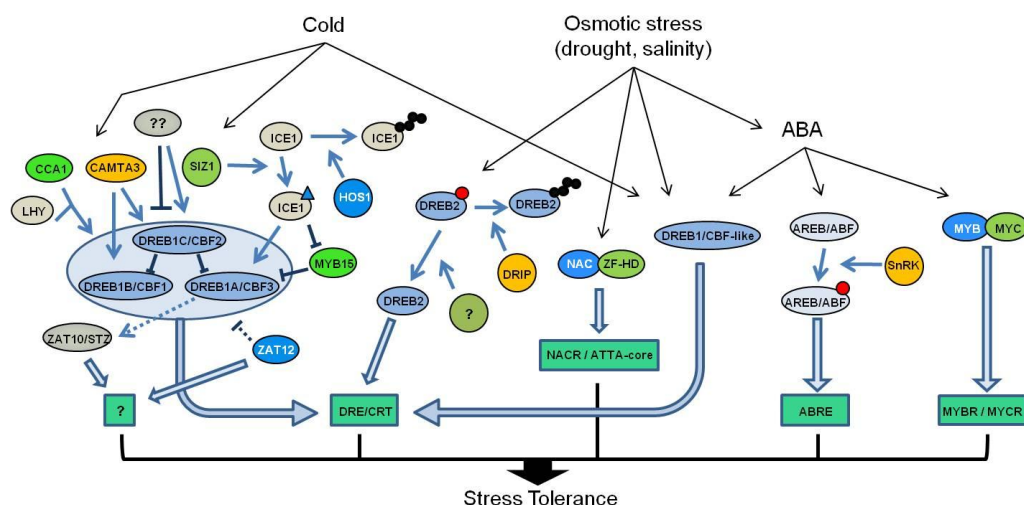 Cold
Osmotic stress
(drought, salinity)
ABA
??
ICE1
ICE1
CCA1
CAMTA3
SIZ1
HOS1
LHY
ICE1
DREB2
DREB2
DREB1C/CBF2
DREB1/CBF-like
AREB/ABF
MYB
MYC
MYB15
NAC
ZF-HD
DRIP
SnRK
DREB1B/CBF1
DREB1A/CBF3
DREB2
?
AREB/ABF
ZAT10/STZ
ZAT12
NACR / ATTA-core
?
DRE/CRT
ABRE
MYBR / MYCR
Stress Tolerance